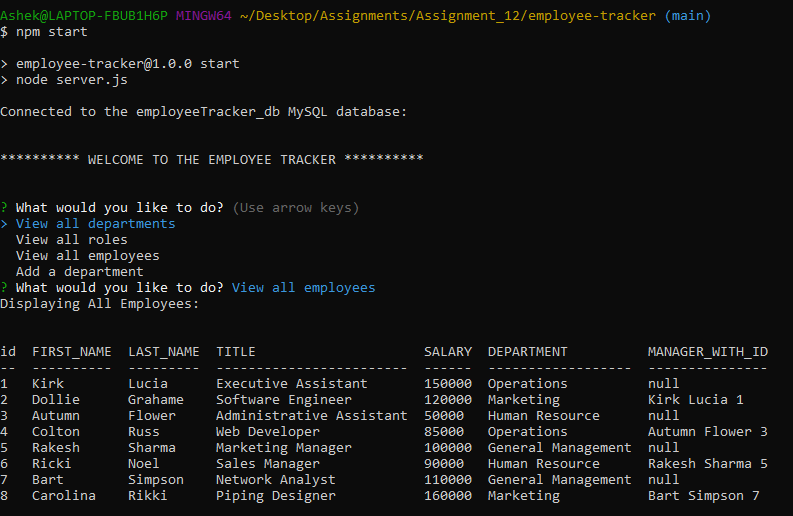 Ashek@LAPTOP-FBUB1H6P MINGW64 ~/Desktop/Assignments/Assignment_12/employee-tracker (main)
$ npm start
> employee-tracker@1.0.0 start
> node server.js
Connected to the employeeTracker_db MySQL database:
********** WELCOME TO THE EMPLOYEE TRACKER **********
? What would you like to do? (Use arrow keys)
> View all departments
  View all roles
  View all employees
  Add a department
? What would you like to do? View all employees
Displaying All Employees:
id  FIRST_NAME  LAST_NAME  TITLE                     SALARY  DEPARTMENT          MANAGER_WITH_ID
--  ----------  ---------  ------------------------  ------  ------------------  ---------------
1   Kirk        Lucia      Executive Assistant       150000  Operations          null
2   Dollie      Grahame    Software Engineer         120000  Marketing           Kirk Lucia 1
3   Autumn      Flower     Administrative Assistant  50000   Human Resource      null
4   Colton      Russ       Web Developer             85000   Operations          Autumn Flower 3
5   Rakesh      Sharma     Marketing Manager         100000  General Management  null
6   Ricki       Noel       Sales Manager             90000   Human Resource      Rakesh Sharma 5
7   Bart        Simpson    Network Analyst           110000  General Management  null
8   Carolina    Rikki      Piping Designer           160000  Marketing           Bart Simpson 7